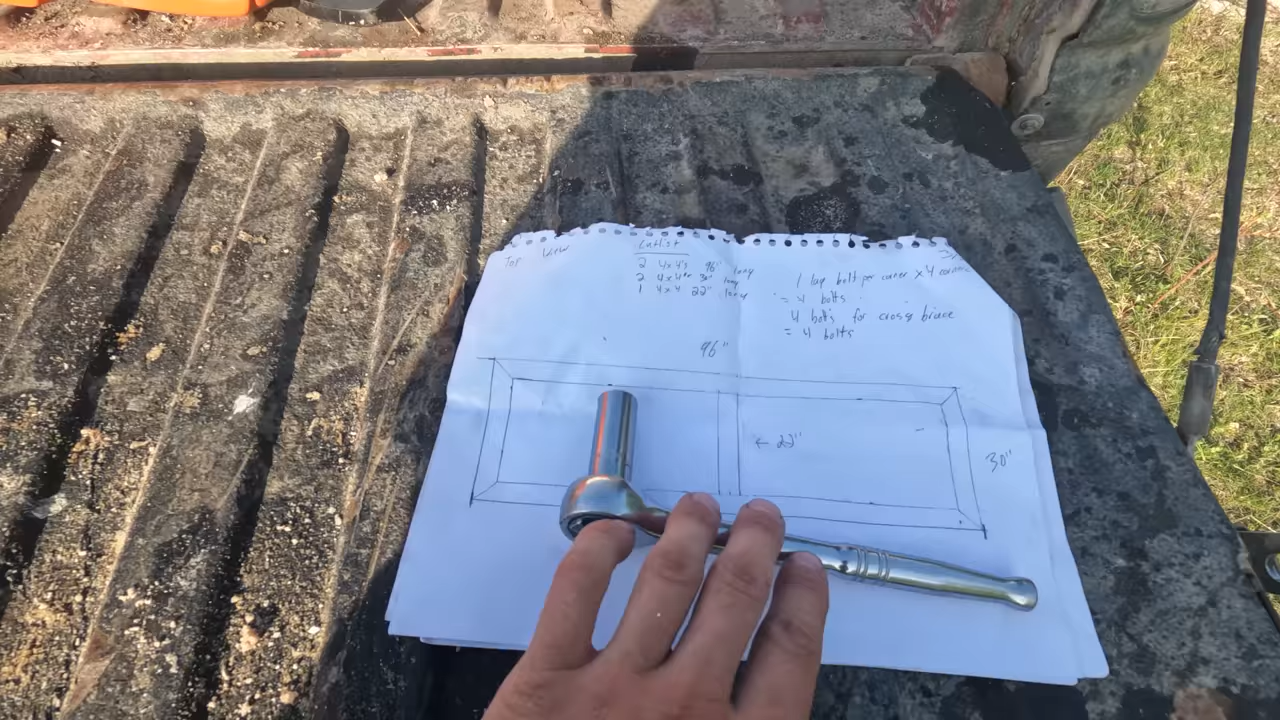 Top View
Cutlist
2 4x4's 96" long
2 4x4's 30" long
1 4x4 22" long
1 lag bolt per corner x 4 corners
= 4 bolts
4 bolts for cross brace
= 4 bolts
96"
← 22"
30"